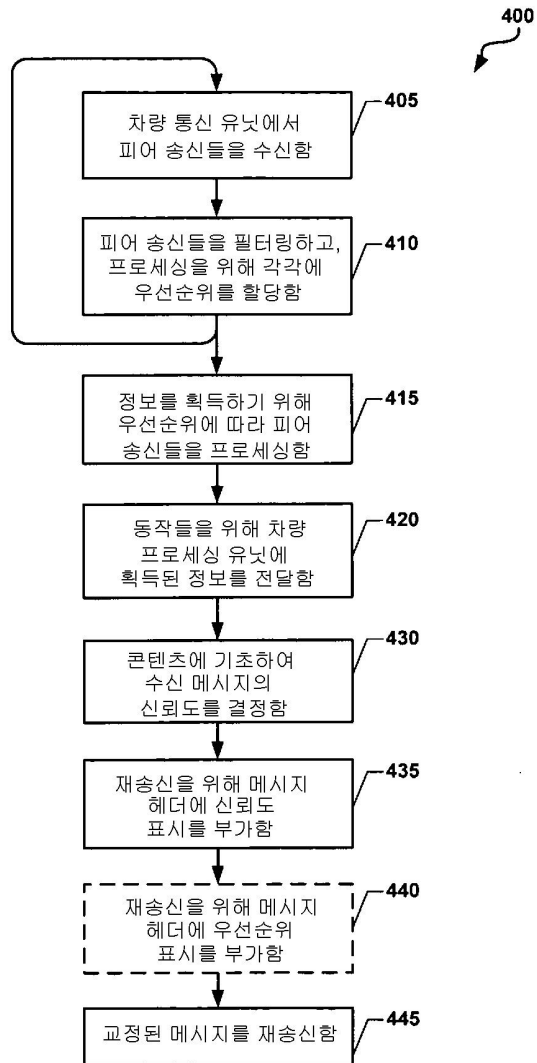 400
차량 통신 유닛에서
피어 송신들을 수신함
405
피어 송신들을 필터링하고,
프로세싱을 위해 각각에
우선순위를 할당함
410
정보를 획득하기 위해
우선순위에 따라 피어
송신들을 프로세싱함
415
동작들을 위해 차량
프로세싱 유닛에
획득된 정보를 전달함
420
콘텐츠에 기초하여
수신 메시지의
신뢰도를 결정함
430
재송신을 위해 메시지
헤더에 신뢰도
표시를 부가함
435
재송신을 위해 메시지
헤더에 우선순위
표시를 부가함
440
교정된 메시지를 재송신함
445